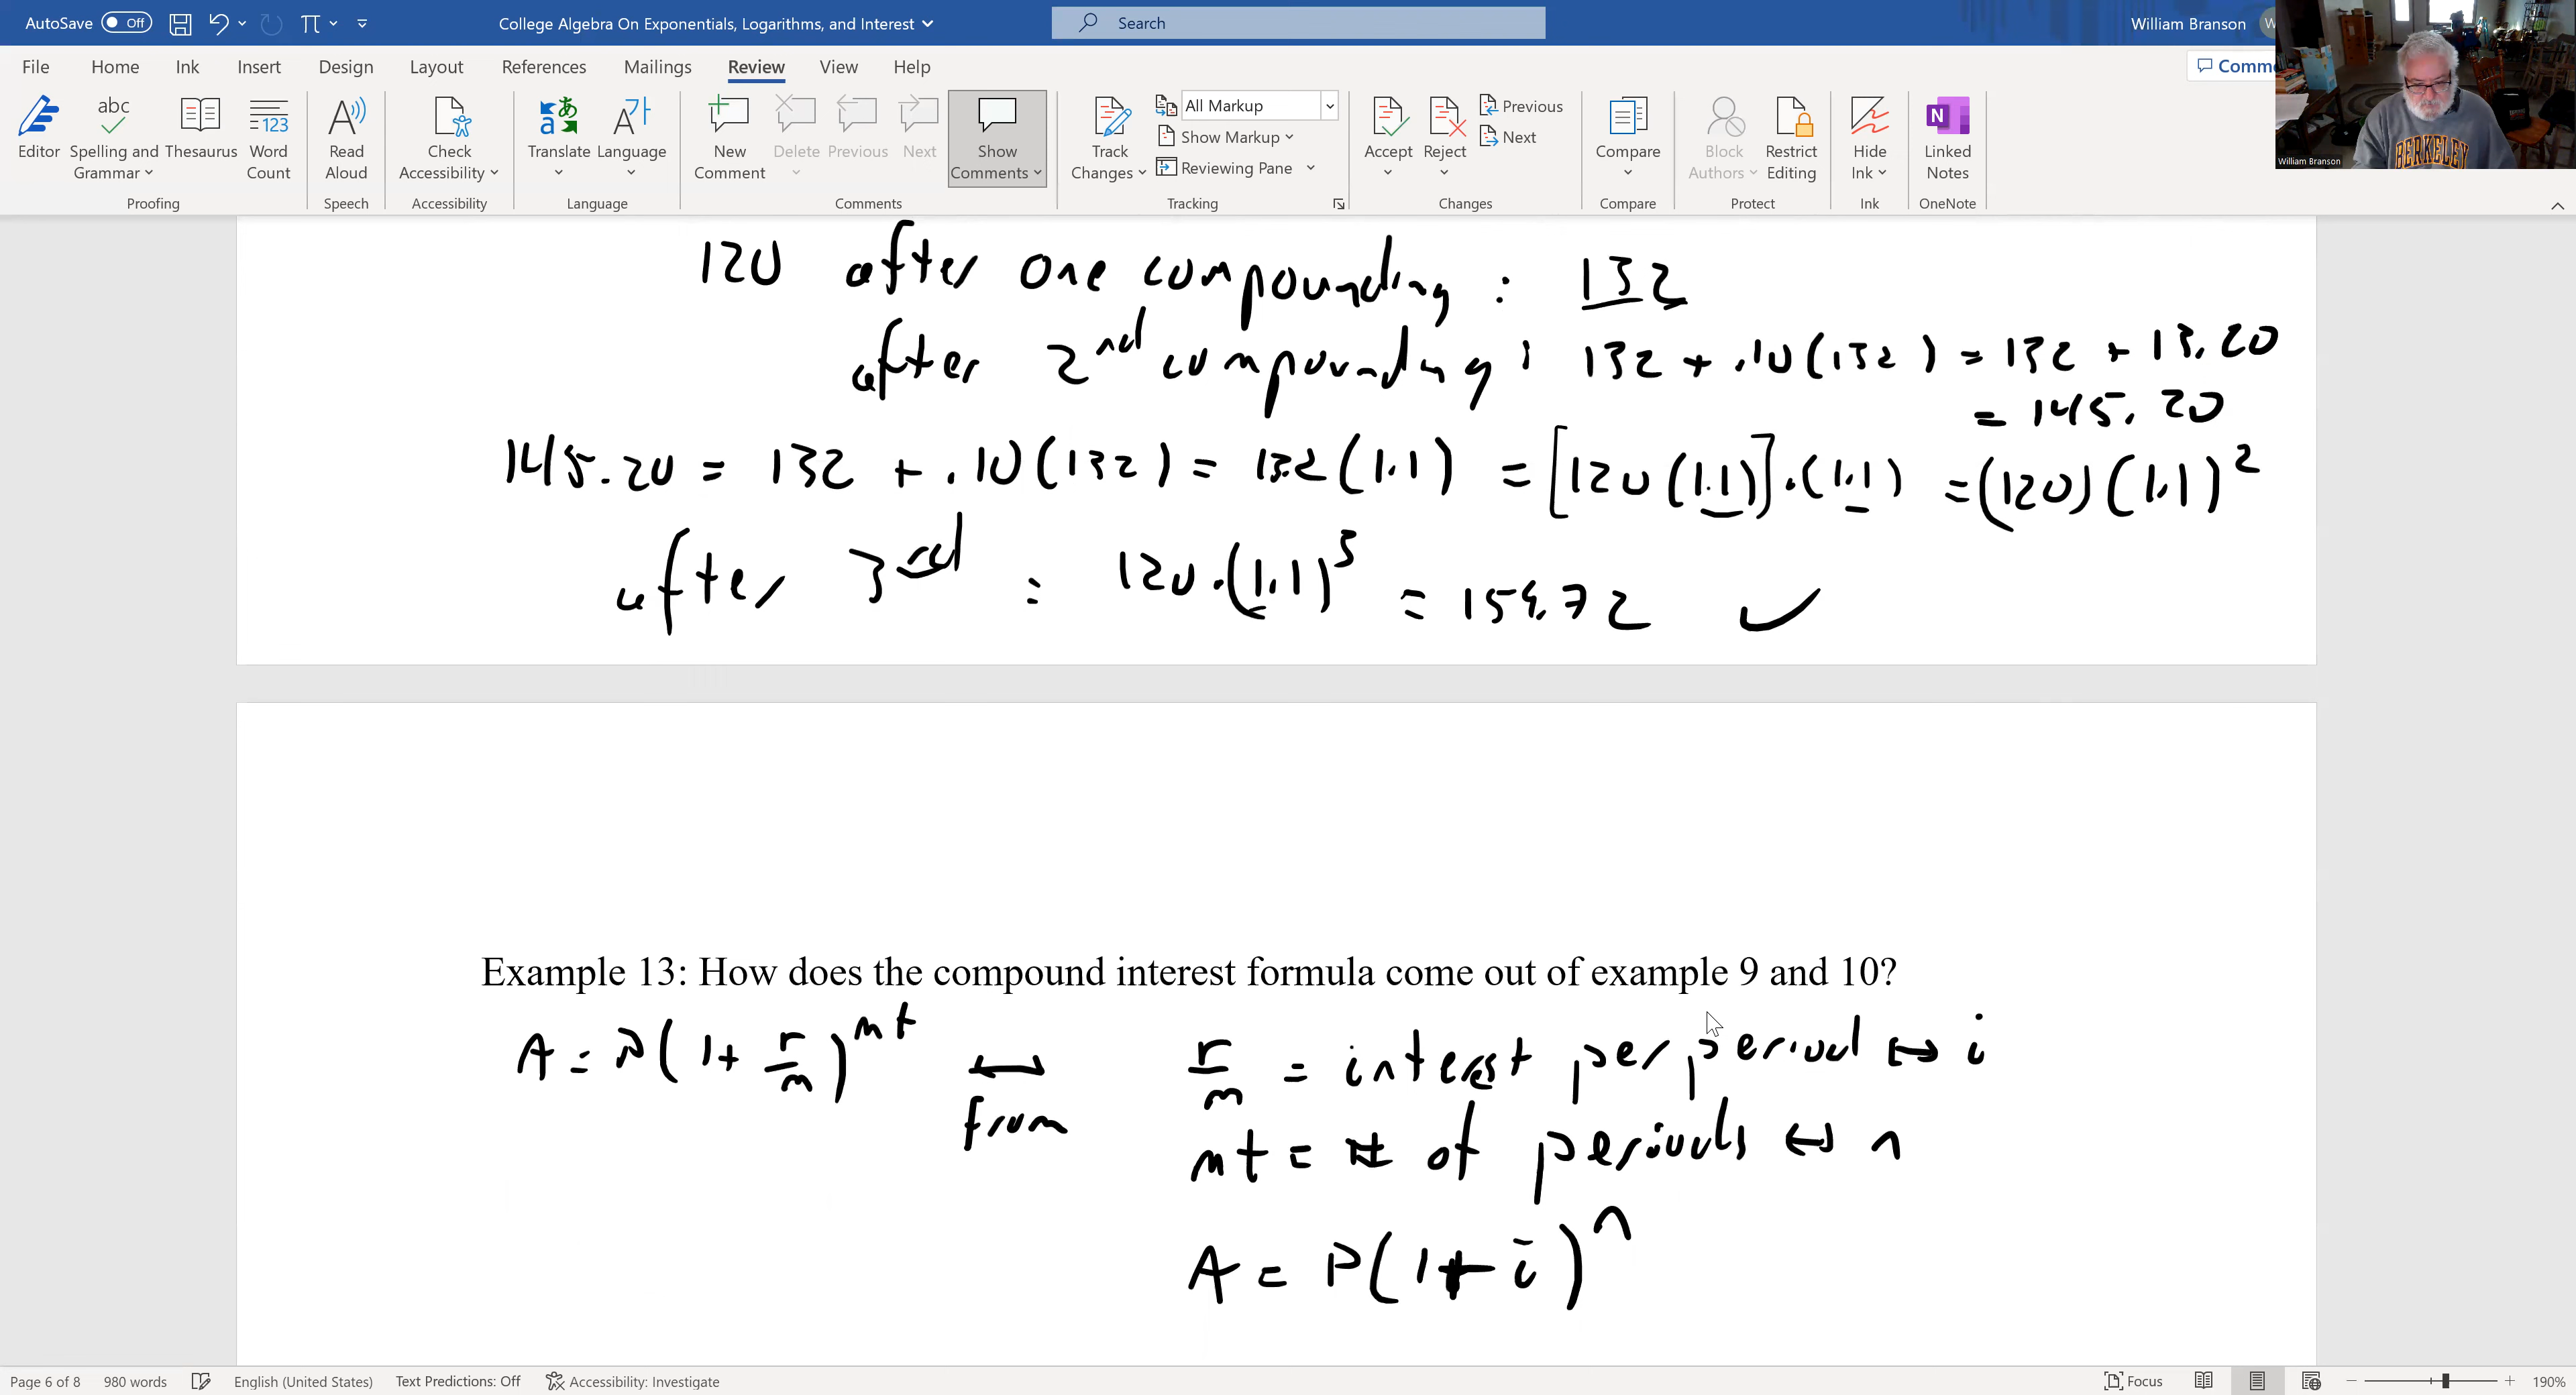 AutoSave Off College Algebra On Exponentials, Logarithms, and Interest Search William Branson W
File Home Ink Insert Design Layout References Mailings Review View Help Comm
Editor Spelling and Grammar Thesaurus Word Count Read Aloud Check Accessibility Translate Language New Comment Delete Previous Next Show Comments Track Changes All Markup Show Markup Reviewing Pane Accept Reject Previous Next Compare Block Authors Restrict Editing Hide Ink Linked Notes
Proofing Speech Accessibility Language Comments Tracking Changes Compare Protect Ink OneNote
BERKELEY
William Branson
120 after one compounding : 132
after 2nd compounding : 132 + .10(132) = 132 + 13.20
= 145.20
145.20 = 132 + .10(132) = 132(1.1) = [120(1.1)]·(1.1) = (120)(1.1)^2
after 3rd = 120·(1.1)^3 = 159.72 ✓
Example 13: How does the compound interest formula come out of example 9 and 10?
A = P(1 + r/m)^mt ↔ from r/m = interest per period ↔ i
mt = # of periods ↔ n
A = P(1 + i)^n
Page 6 of 8 980 words English (United States) Text Predictions: Off Accessibility: Investigate Focus 190%